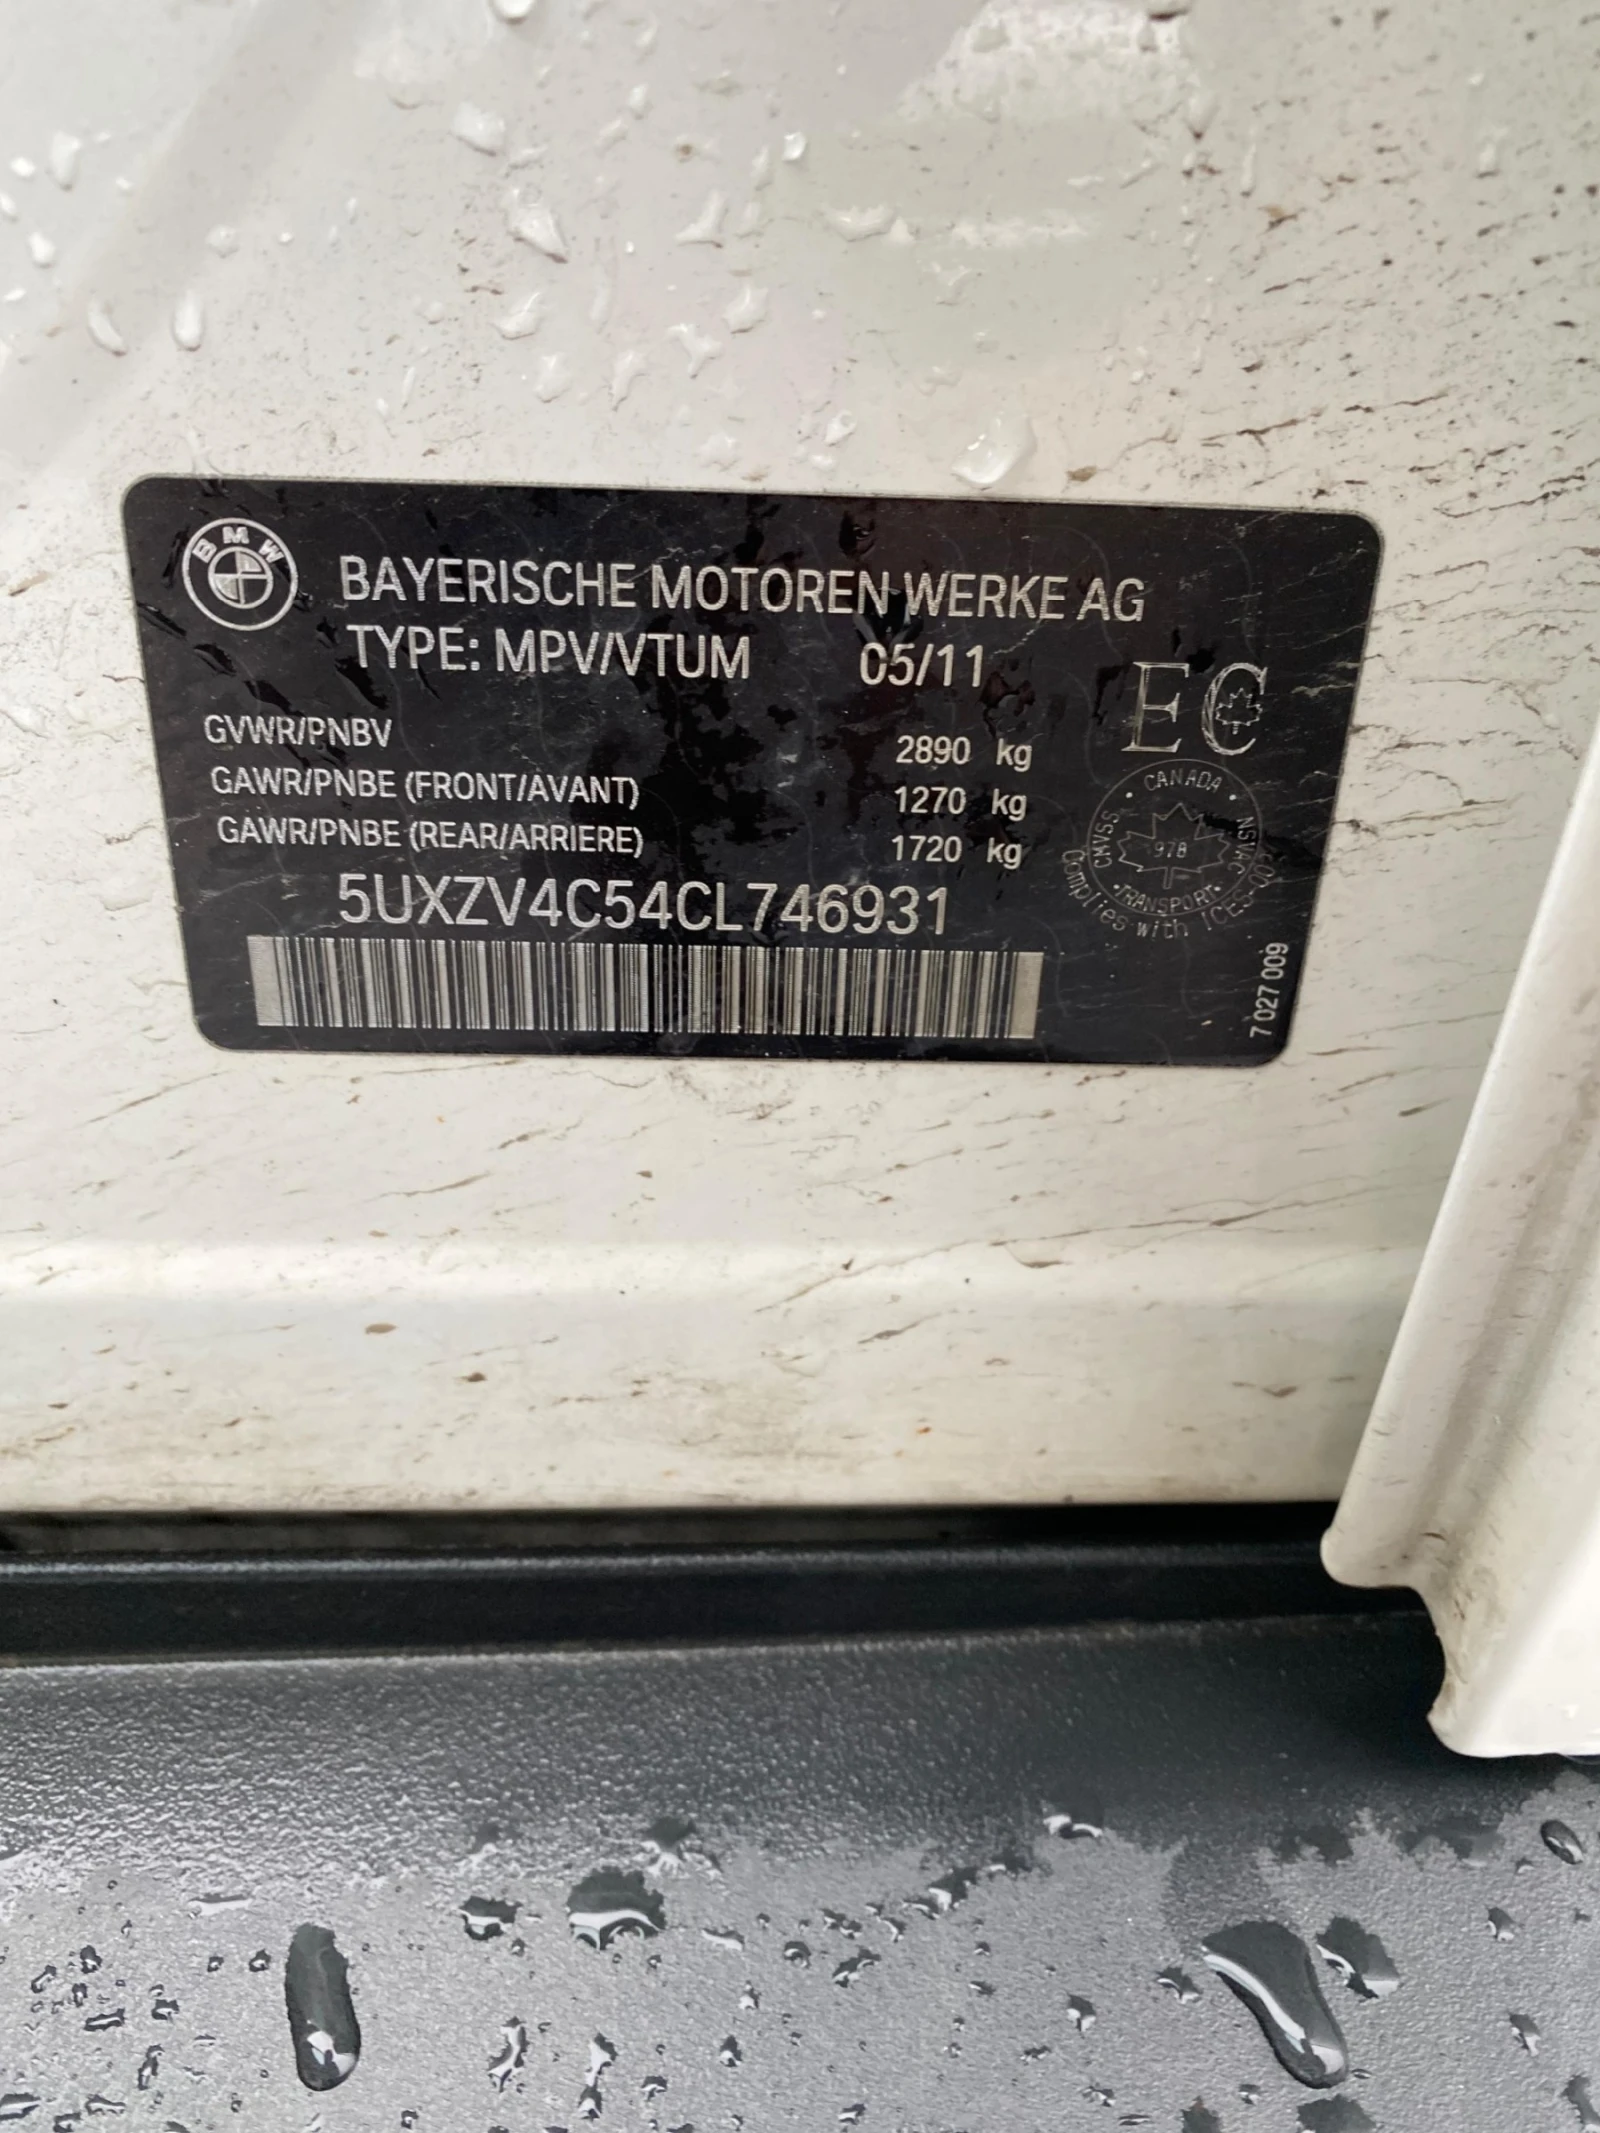 BMW
BAYERISCHE MOTOREN WERKE AG
TYPE: MPV/VTUM 05/11
GVWR/PNBV 2890 kg
GAWR/PNBE (FRONT/AVANT) 1270 kg
GAWR/PNBE (REAR/ARRIERE) 1720 kg
5UXZV4C54CL746931
EC
CANADA
CMVSS
NSVAC
978
TRANSPORT
Complies with ICES-002
7 027 009